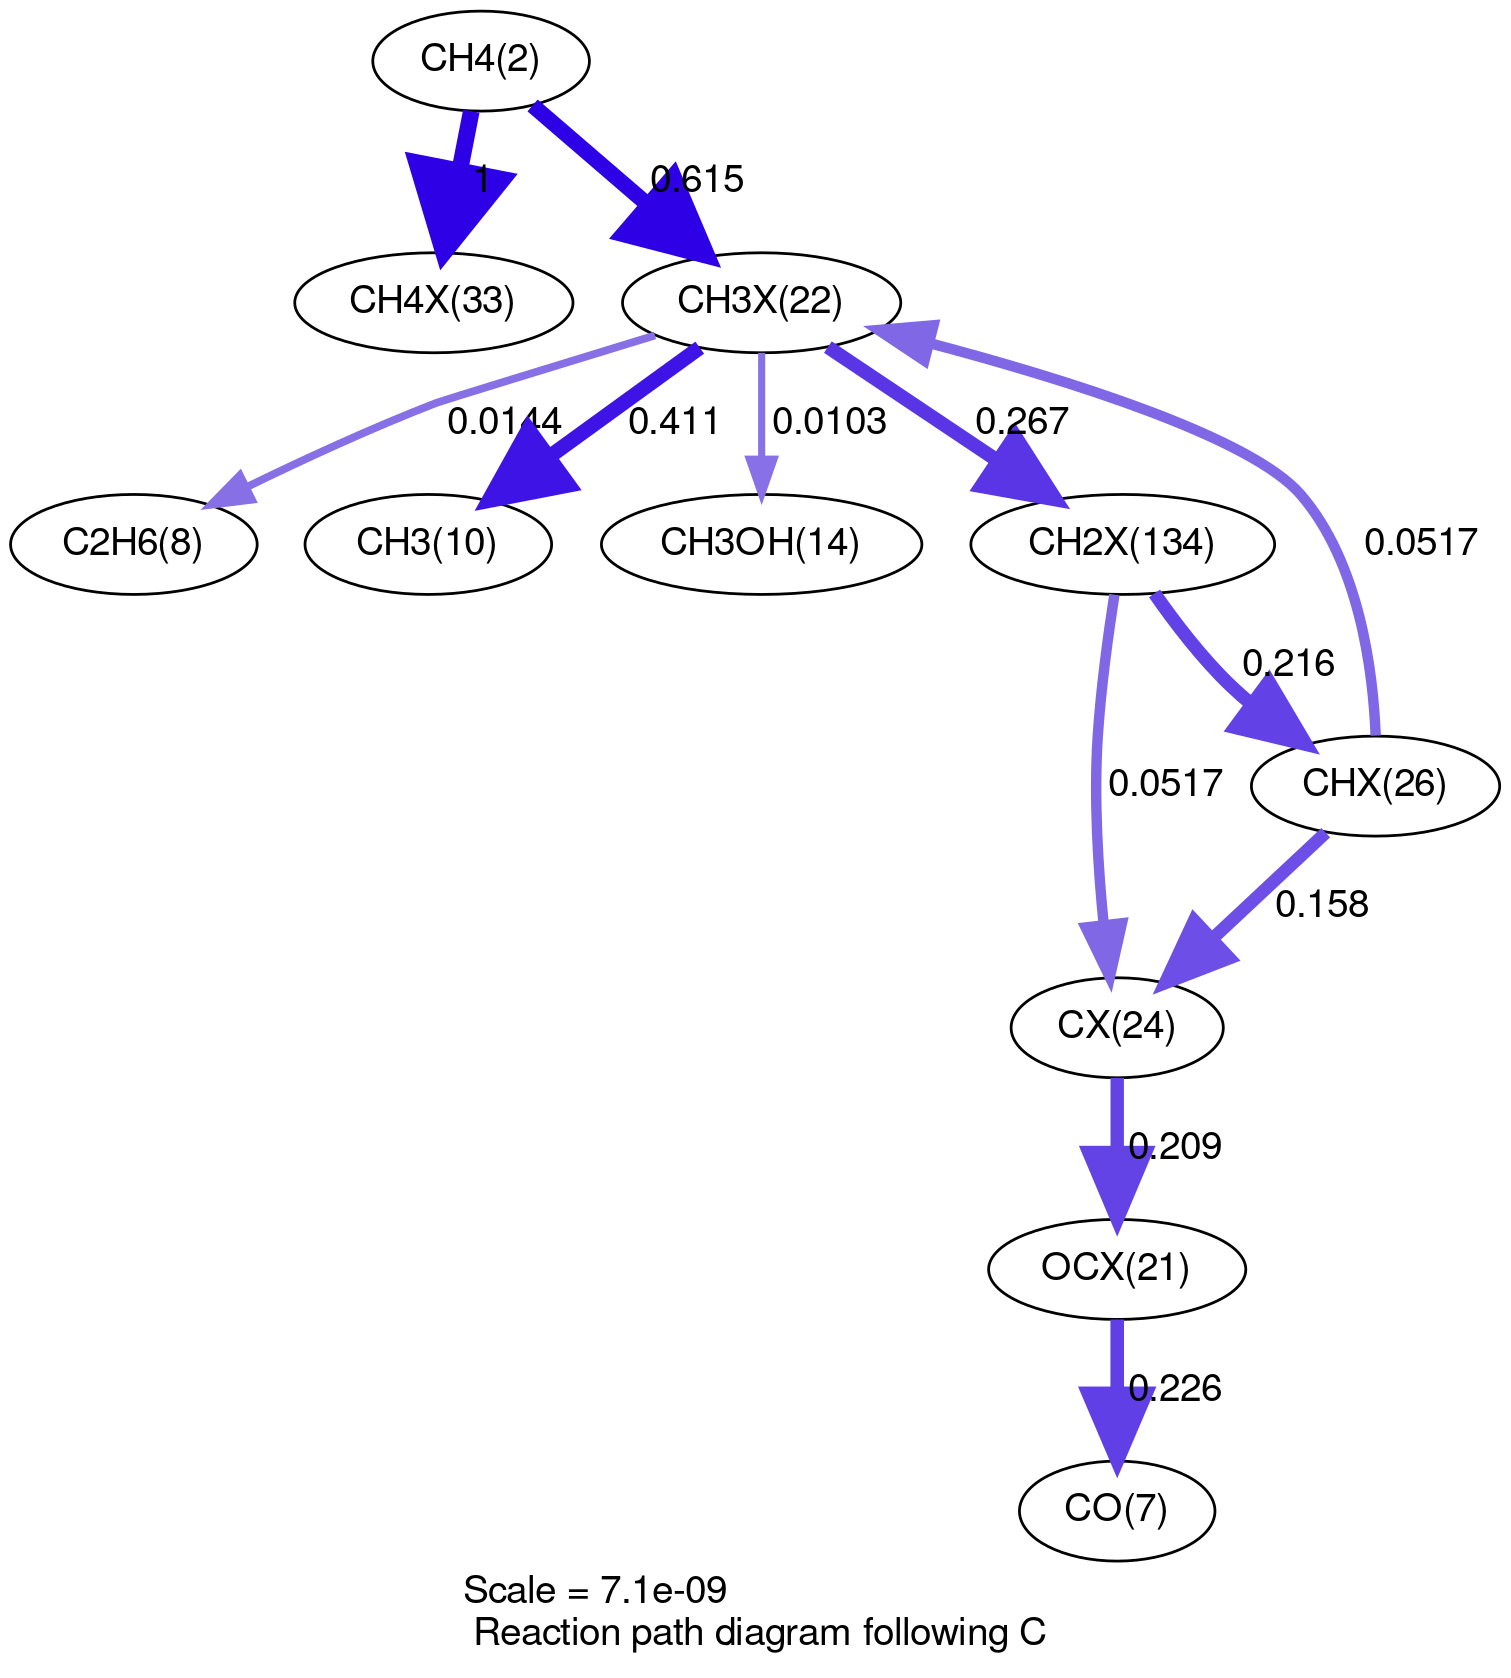 CH4(2)
1
0.615
CH4X(33)
CH3X(22)
0.0144
0.411
0.0103
0.267
C2H6(8)
CH3(10)
CH3OH(14)
CH2X(134)
0.0517
0.216
0.0517
CHX(26)
0.158
CX(24)
0.209
OCX(21)
0.226
CO(7)
Scale = 7.1e-09
Reaction path diagram following C